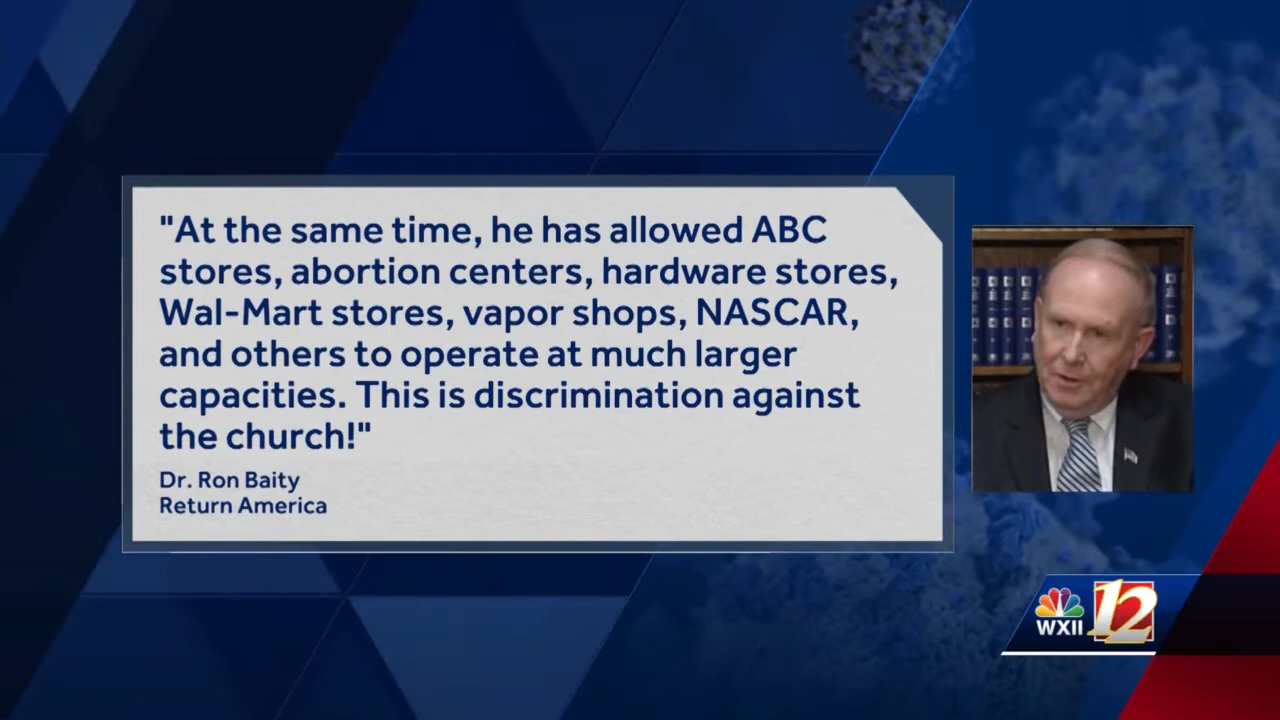 "At the same time, he has allowed ABC
stores, abortion centers, hardware stores,
Wal-Mart stores, vapor shops, NASCAR,
and others to operate at much larger
capacities. This is discrimination against
the church!"
Dr. Ron Baity
Return America
WXII 12